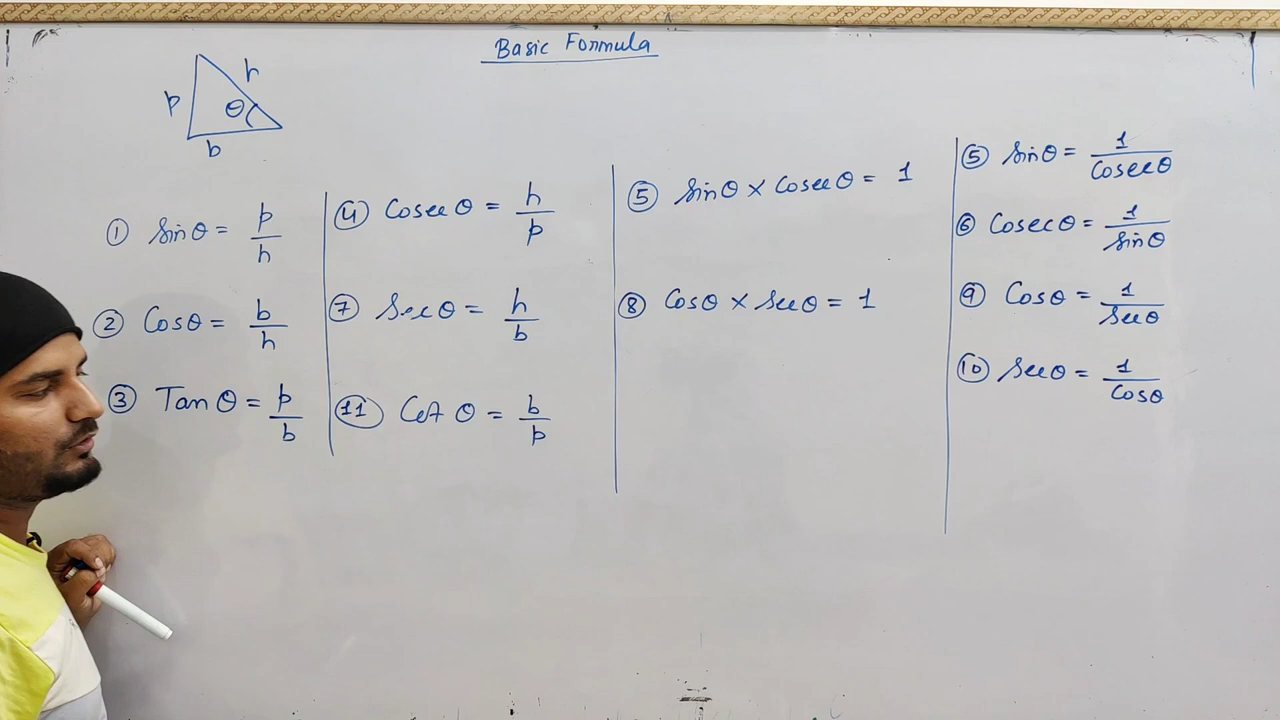 Basic Formula
h
p
θ
b
① sinθ = p/h
② Cosθ = b/h
③ Tanθ = p/b
④ Cosecθ = h/p
⑦ Secθ = h/b
⑪ Cotθ = b/p
⑤ Sinθ × Cosecθ = 1
⑧ Cosθ × Secθ = 1
⑤ Sinθ = 1/Cosecθ
⑥ Cosecθ = 1/Sinθ
⑨ Cosθ = 1/Secθ
⑩ Secθ = 1/Cosθ